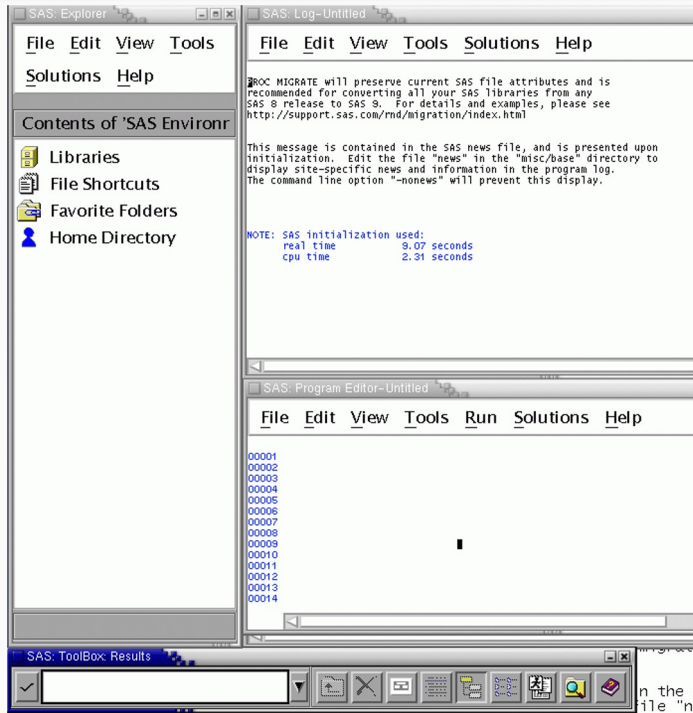 SAS: Explorer
File Edit View Tools
Solutions Help
Contents of 'SAS Environr
Libraries
File Shortcuts
Favorite Folders
Home Directory
SAS: Log-Untitled
File Edit View Tools Solutions Help
PROC MIGRATE will preserve current SAS file attributes and is
recommended for converting all your SAS libraries from any
SAS 8 release to SAS 9. For details and examples, please see
http://support.sas.com/rnd/migration/index.html
This message is contained in the SAS news file, and is presented upon
initialization. Edit the file "news" in the "misc/base" directory to
display site-specific news and information in the program log.
The command line option "-nonews" will prevent this display.
NOTE: SAS initialization used:
real time 9.07 seconds
cpu time 2.31 seconds
SAS: Program Editor-Untitled
File Edit View Tools Run Solutions Help
00001
00002
00003
00004
00005
00006
00007
00008
00009
00010
00011
00012
00013
00014
SAS: ToolBox: Results
n the
file "n